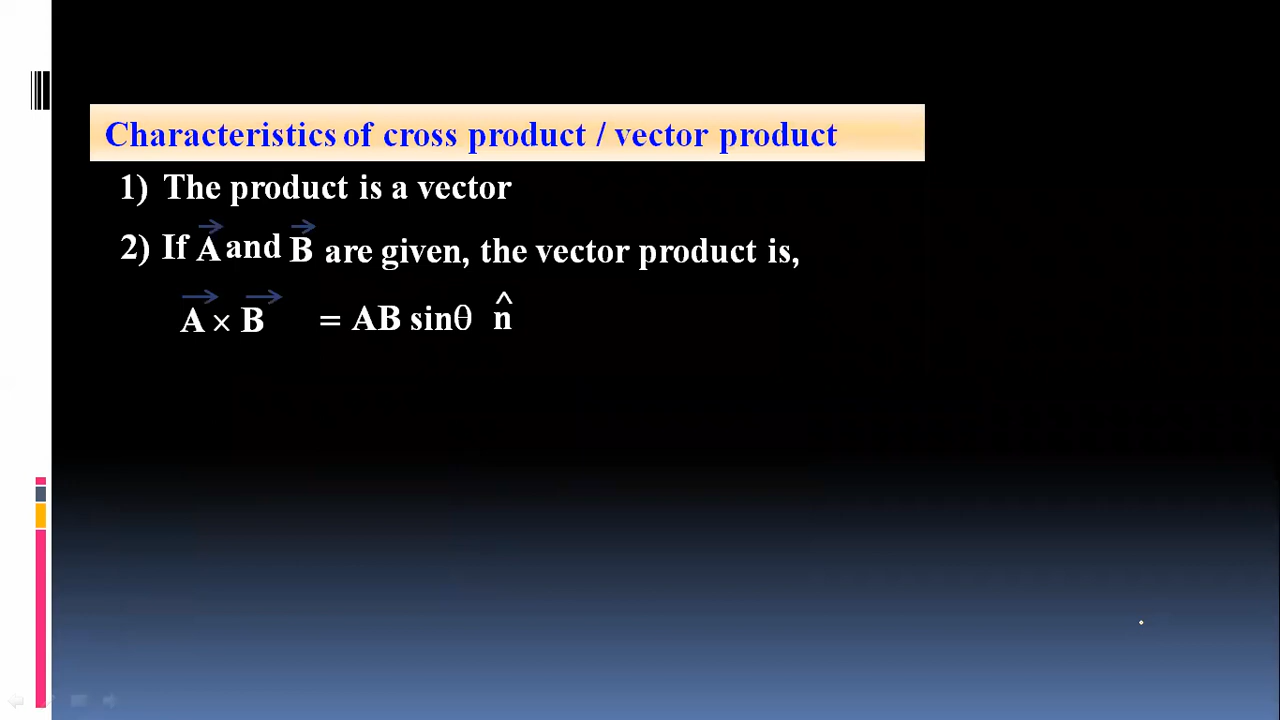 Characteristics of cross product / vector product
1) The product is a vector
2) If A⃗ and B⃗ are given, the vector product is,
A⃗ × B⃗ = AB sinθ n̂